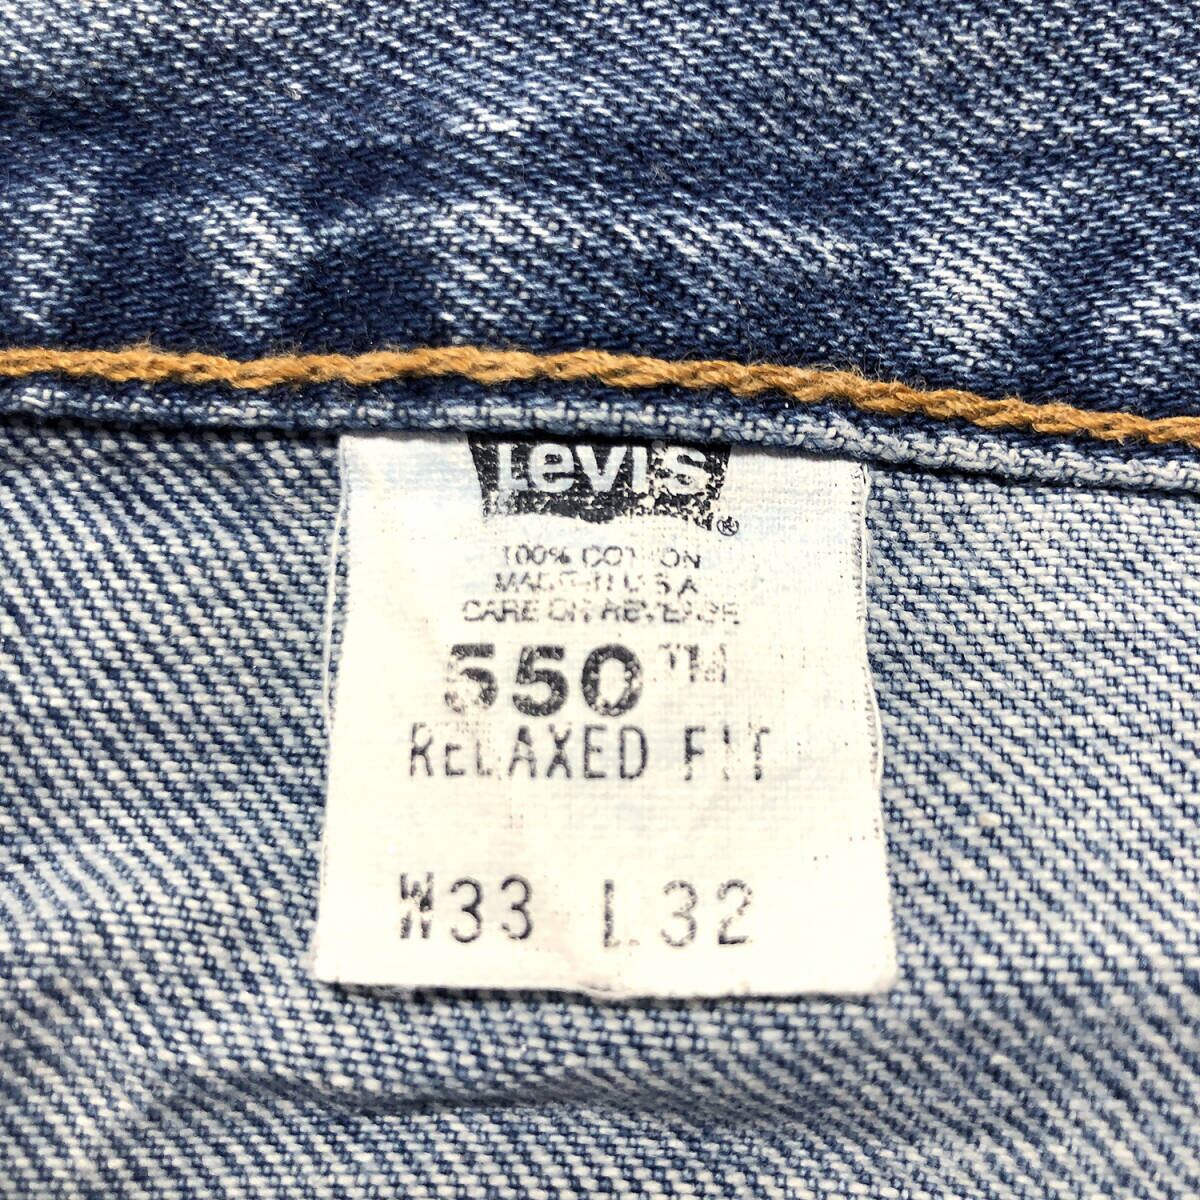 Levi's®
100% COTTON
MADE IN U.S.A
CARE ON REVERSE
550™
RELAXED FIT
W33 L32